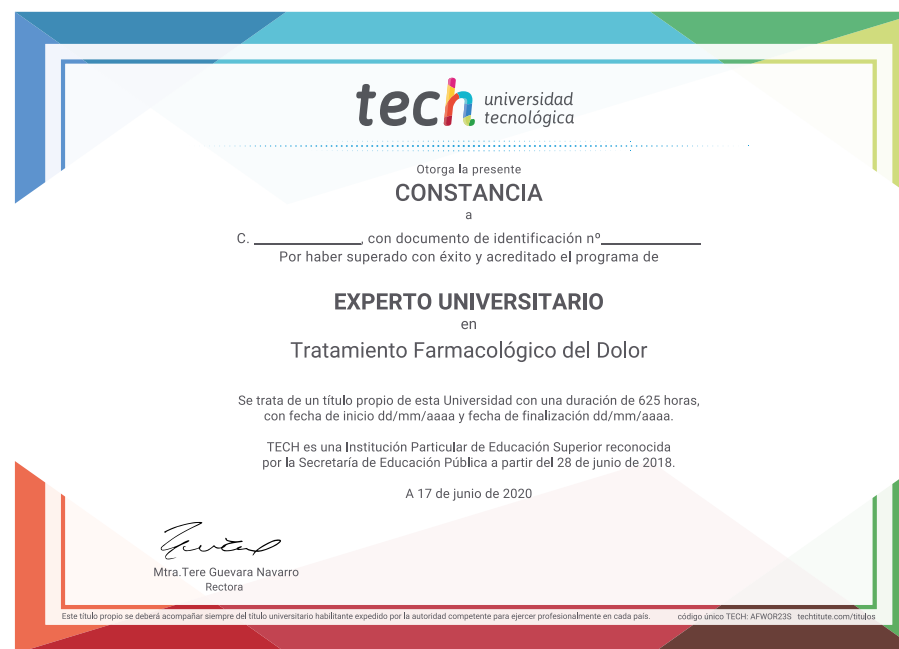 tech universidad
tecnológica
Otorga la presente
CONSTANCIA
a
C. ____________, con documento de identificación nº____________
Por haber superado con éxito y acreditado el programa de
EXPERTO UNIVERSITARIO
en
Tratamiento Farmacológico del Dolor
Se trata de un título propio de esta Universidad con una duración de 625 horas,
con fecha de inicio dd/mm/aaaa y fecha de finalización dd/mm/aaaa.
TECH es una Institución Particular de Educación Superior reconocida
por la Secretaría de Educación Pública a partir del 28 de junio de 2018.
A 17 de junio de 2020
Mtra.Tere Guevara Navarro
Rectora
Este título propio se deberá acompañar siempre del título universitario habilitante expedido por la autoridad competente para ejercer profesionalmente en cada país. código único TECH: AFWOR23S techtitute.com/titulos